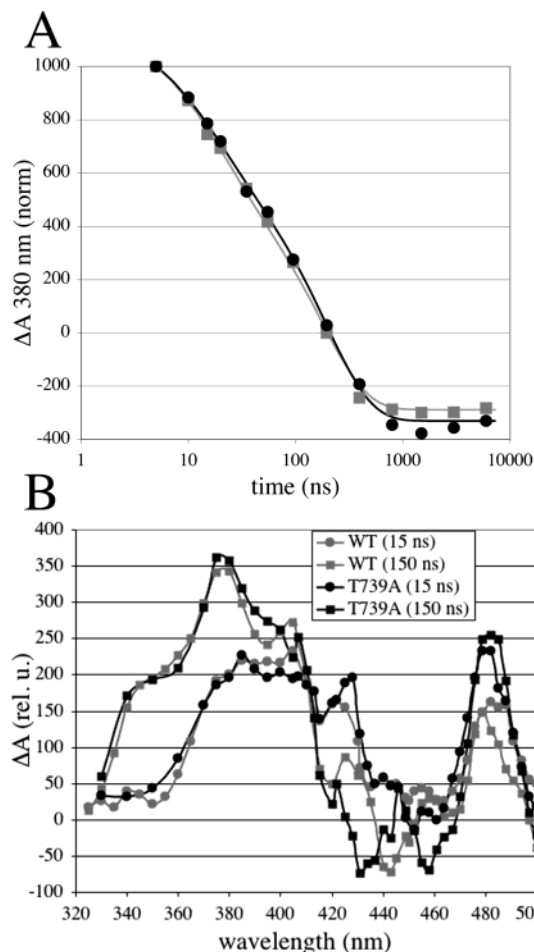 A
1000
800
600
400
200
0
-200
-400
ΔA 380 nm (norm)
1 10 100 1000 10000
time (ns)
B
400
350
300
250
200
150
100
50
0
-50
-100
ΔA (rel. u.)
WT (15 ns)
WT (150 ns)
T739A (15 ns)
T739A (150 ns)
320 340 360 380 400 420 440 460 480
wavelength (nm)